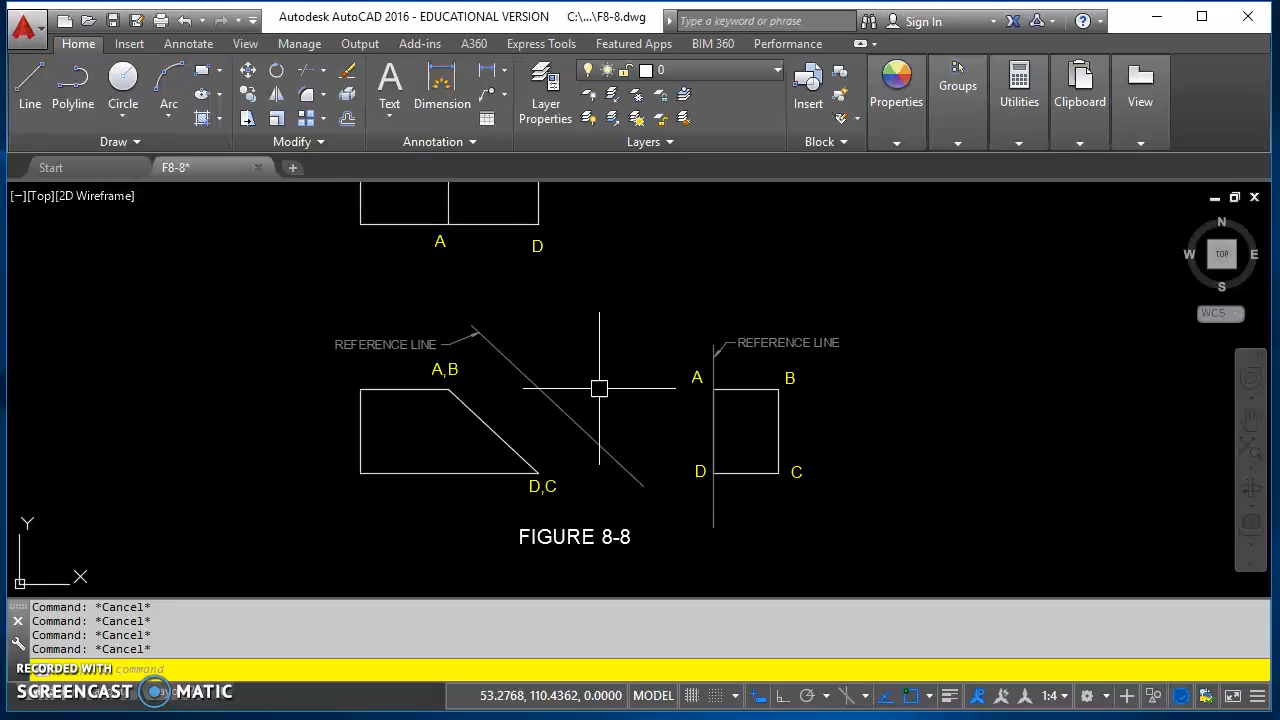 Autodesk AutoCAD 2016 - EDUCATIONAL VERSION C:\...\F8-8.dwg
Type a keyword or phrase
Sign In
Home Insert Annotate View Manage Output Add-ins A360 Express Tools Featured Apps BIM 360 Performance
0
Line Polyline Circle Arc Text Dimension Layer Properties Insert Properties Groups Utilities Clipboard View
Draw Modify Annotation Layers Block
Start F8-8*
[−][Top][2D Wireframe]
N
W TOP E
S
WCS
A
D
REFERENCE LINE
REFERENCE LINE
A,B
A
B
D
C
D,C
FIGURE 8-8
Y
X
Command: *Cancel*
Command: *Cancel*
Command: *Cancel*
Command: *Cancel*
command
RECORDED WITH
SCREENCAST MATIC
53.2768, 110.4362, 0.0000 MODEL 1:4